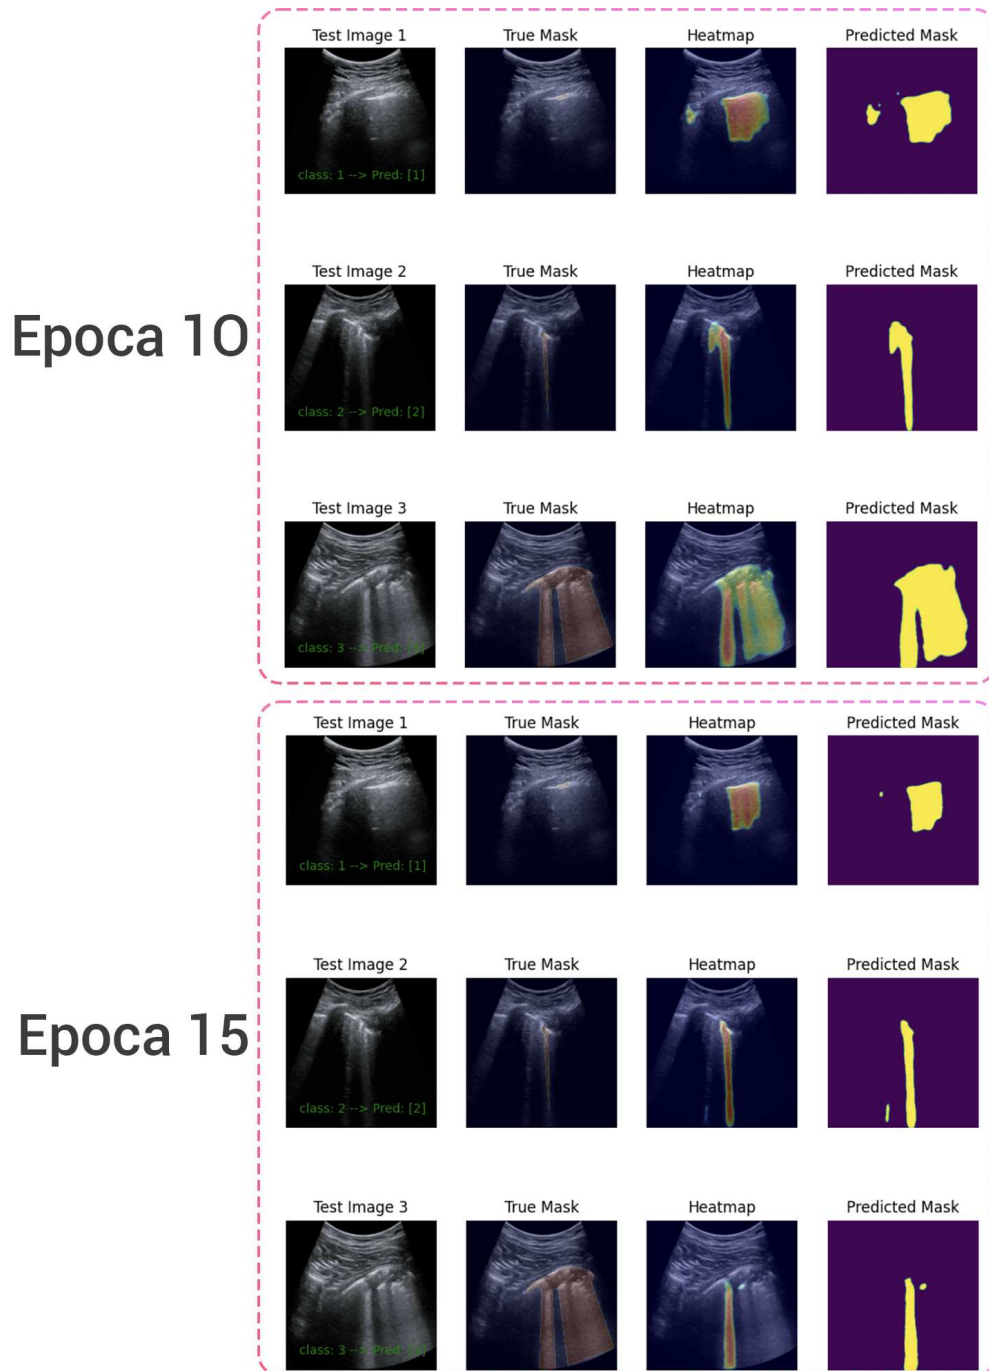 Epoca 10
Test Image 1 True Mask Heatmap Predicted Mask
class: 1 --> Pred: [1]
Test Image 2 True Mask Heatmap Predicted Mask
class: 2 --> Pred: [2]
Test Image 3 True Mask Heatmap Predicted Mask
class: 3 --> Pred:
Epoca 15
Test Image 1 True Mask Heatmap Predicted Mask
class: 1 --> Pred: [1]
Test Image 2 True Mask Heatmap Predicted Mask
class: 2 --> Pred: [2]
Test Image 3 True Mask Heatmap Predicted Mask
class: 3 --> Pred: